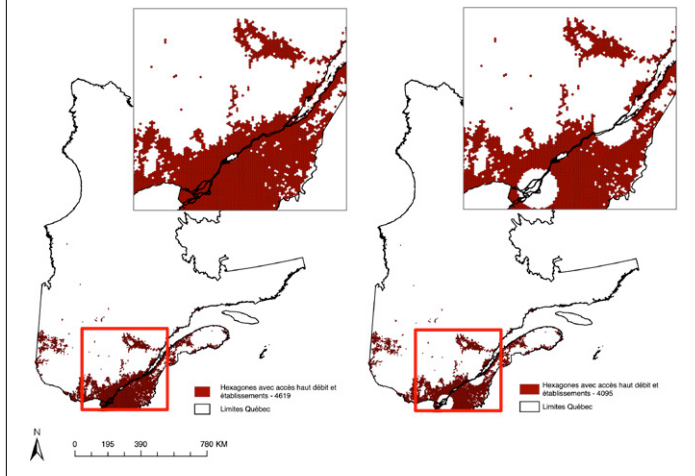 Hexagones avec accès haut débit et
établissements - 4619
Limites Québec
Hexagones avec accès haut débit et
établissements - 4095
Limites Québec
N
0 195 390 780 KM